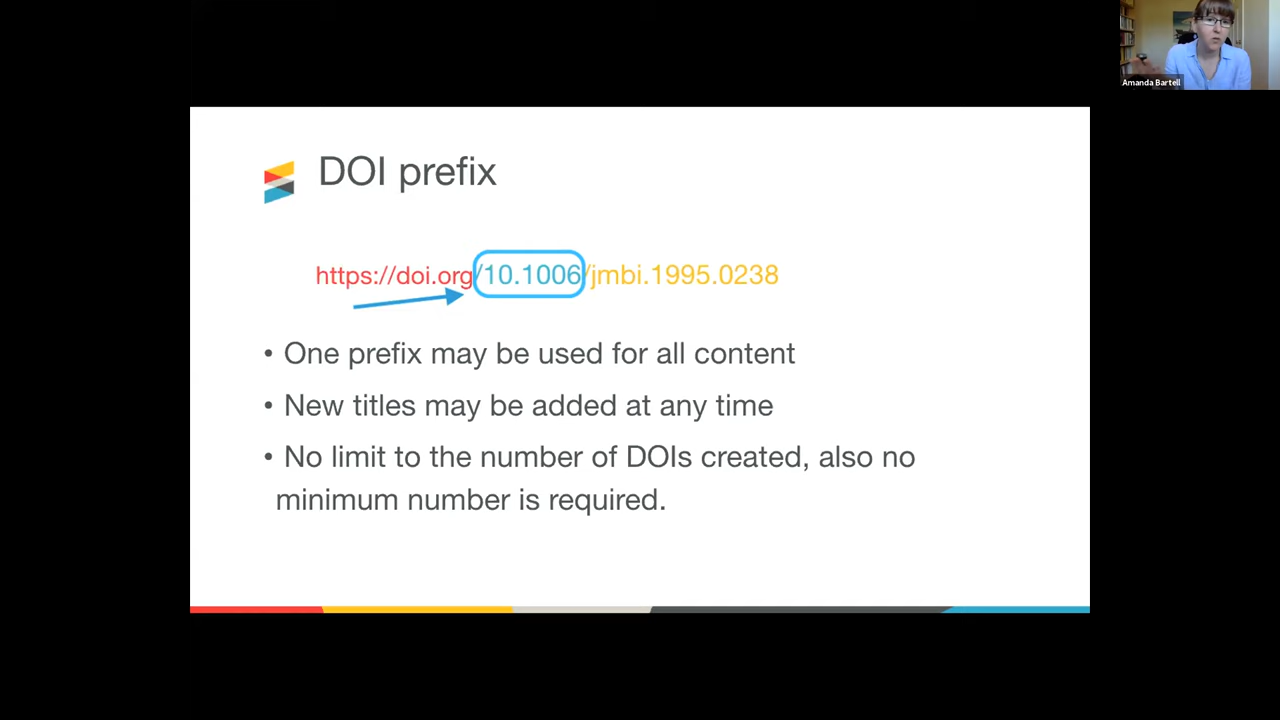 Amanda Bartell
DOI prefix
https://doi.org/10.1006/jmbi.1995.0238
• One prefix may be used for all content
• New titles may be added at any time
• No limit to the number of DOIs created, also no
minimum number is required.